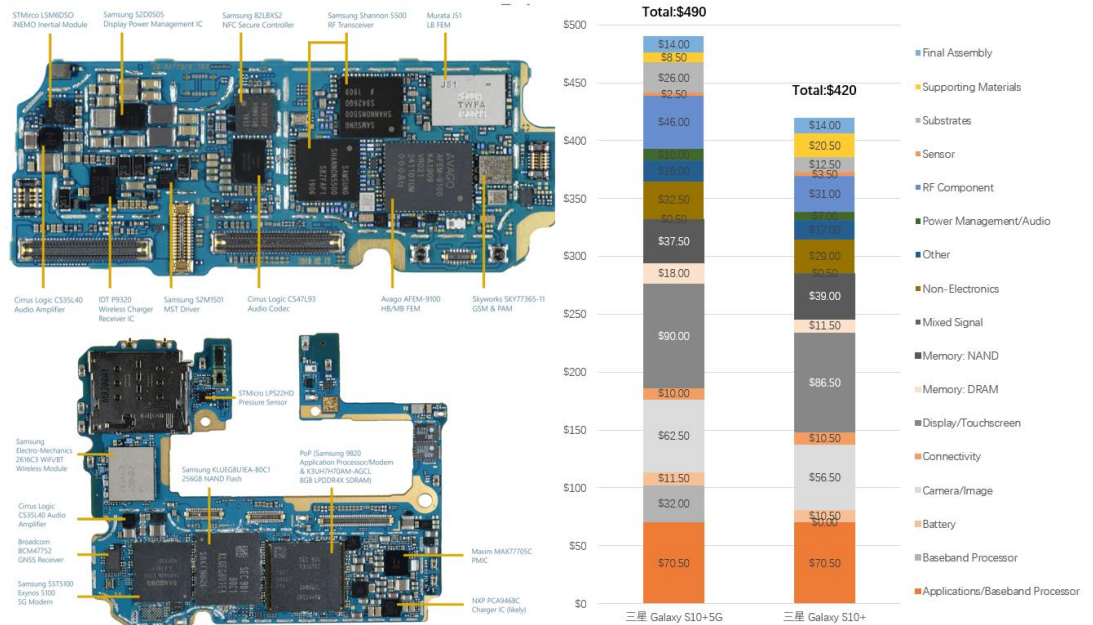 STMirco LSM6DSO
iNEMO Inertial Module
Samsung S2D0S05
Display Power Management IC
Samsung 82LBXS2
NFC Secure Controller
Samsung Shannon 5500
RF Transceiver
Murata JS1
LB FEM
JS1
TWFA
AVAGO
AFEM-9100
Cirrus Logic CS35L40
Audio Amplifier
IDT P9320
Wireless Charger
Receiver IC
Samsung S2MIS01
MST Driver
Cirrus Logic CS47L93
Audio Codec
Avago AFEM-9100
HB/MB FEM
Skyworks SKY77365-11
GSM & PAM
STMicro LPS22HD
Pressure Sensor
Samsung
Electro-Mechanics
2616C3 WiFi/BT
Wireless Module
Samsung KLUEG8U1EA-B0C1
256GB NAND Flash
PoP (Samsung 9820
Application Processor/Modem
& K3UH7H70AM-AGCL
8GB LPDDR4X SDRAM)
Cirrus Logic
CS35L40 Audio
Amplifier
Broadcom
BCM47752
GNSS Receiver
Samsung S5T5100
Exynos 5100
5G Modem
Maxim MAX77705C
PMIC
NXP PCA9468C
Charger IC (likely)
Total:$490
Total:$420
$500
$450
$400
$350
$300
$250
$200
$150
$100
$50
$0
$14.00
$8.50
$26.00
$2.50
$46.00
$10.00
$18.00
$32.50
$0.50
$37.50
$18.00
$90.00
$10.00
$62.50
$11.50
$32.00
$70.50
$14.00
$20.50
$12.50
$3.50
$31.00
$7.00
$17.00
$29.00
$0.50
$39.00
$11.50
$86.50
$10.50
$56.50
$10.50
$0.00
$70.50
三星 Galaxy S10+5G
三星 Galaxy S10+
Final Assembly
Supporting Materials
Substrates
Sensor
RF Component
Power Management/Audio
Other
Non-Electronics
Mixed Signal
Memory: NAND
Memory: DRAM
Display/Touchscreen
Connectivity
Camera/Image
Battery
Baseband Processor
Applications/Baseband Processor